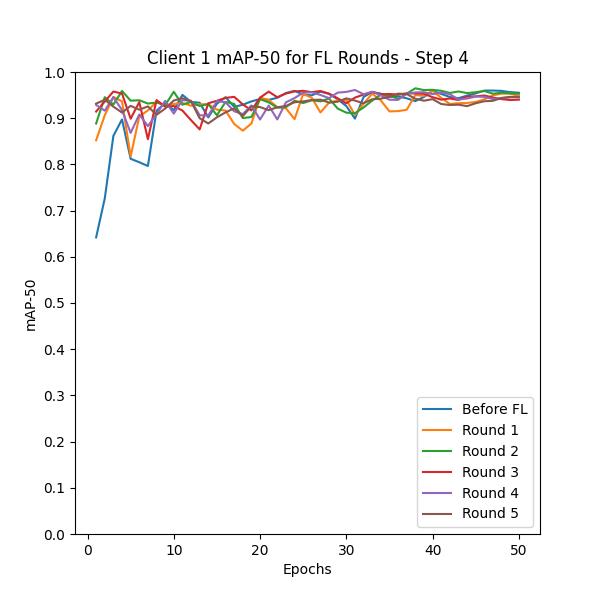 Client 1 mAP-50 for FL Rounds - Step 4
1.0
0.9
0.8
0.7
0.6
0.5
0.4
0.3
0.2
0.1
0.0
mAP-50
0 10 20 30 40 50
Epochs
Before FL
Round 1
Round 2
Round 3
Round 4
Round 5